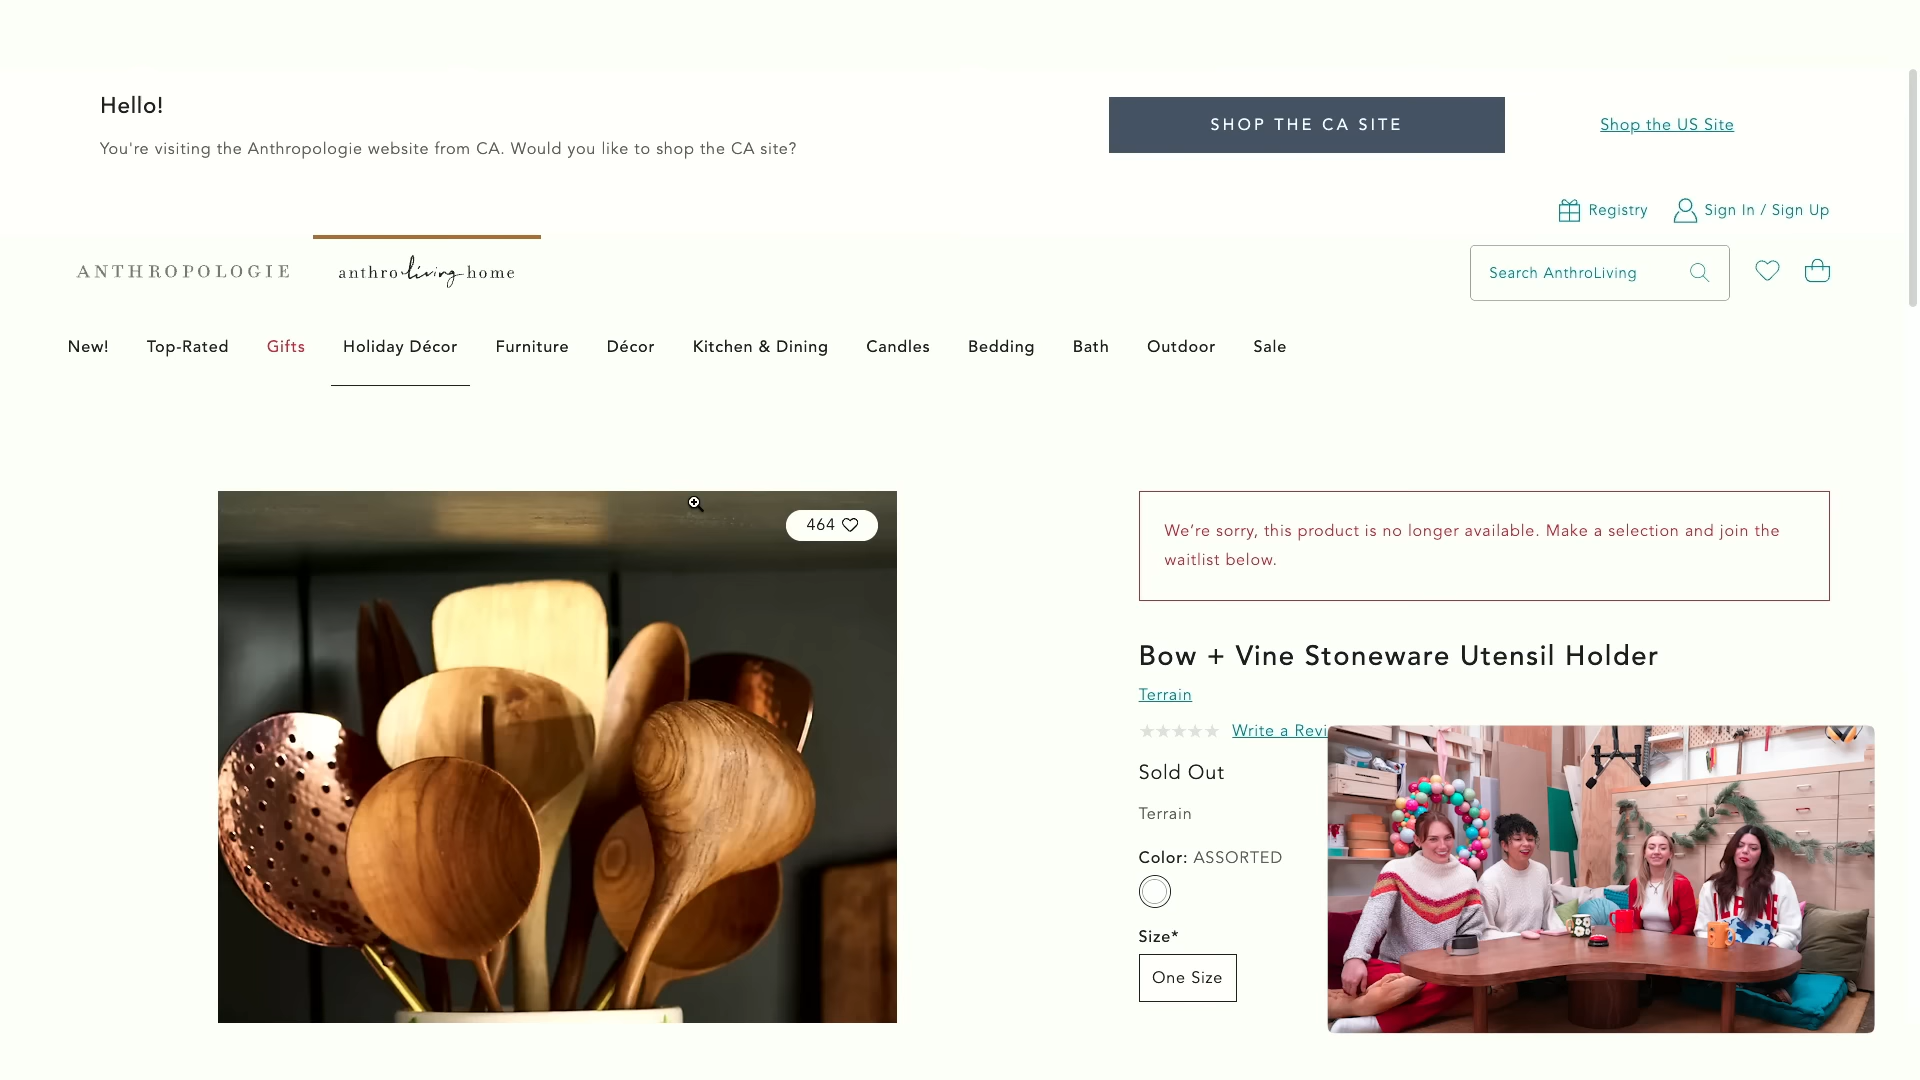 Hello!
You're visiting the Anthropologie website from CA. Would you like to shop the CA site?
SHOP THE CA SITE
Shop the US Site
Registry
Sign In / Sign Up
ANTHROPOLOGIE
anthroliving home
Search AnthroLiving
New!
Top-Rated
Gifts
Holiday Décor
Furniture
Décor
Kitchen & Dining
Candles
Bedding
Bath
Outdoor
Sale
464
We’re sorry, this product is no longer available. Make a selection and join the
waitlist below.
Bow + Vine Stoneware Utensil Holder
Terrain
Write a Revi
Sold Out
Terrain
Color: ASSORTED
Size*
One Size